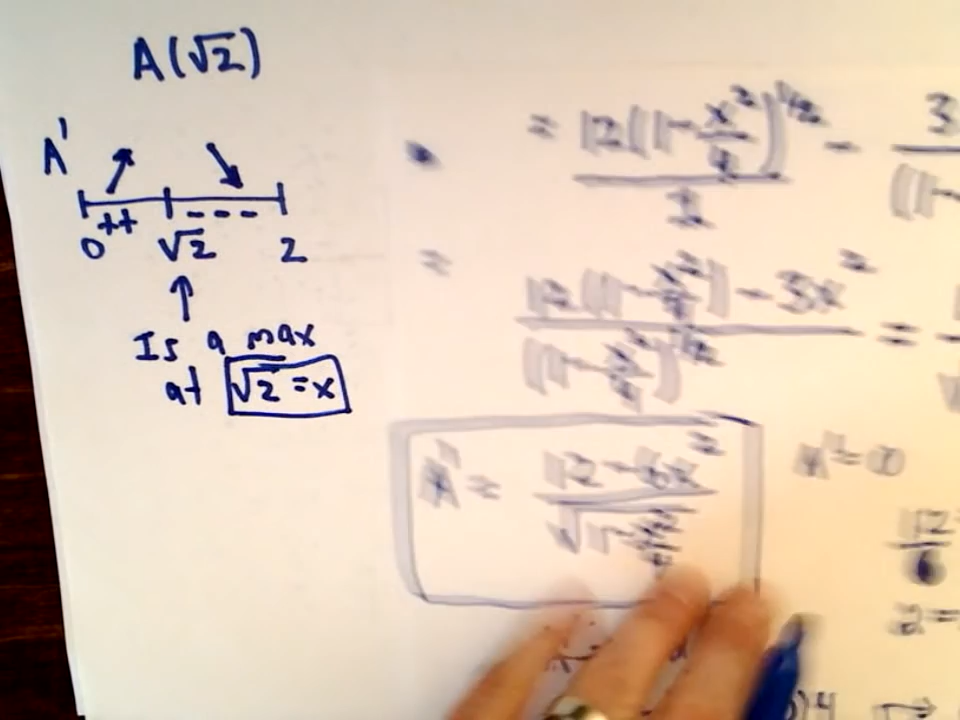 A(√2)
A'
++ ---
0 √2 2
↑
Is a max
at √2 = x
= 12(1-x²/4)^1/2 / 1 - 3
=
12(1-x²/4) - 3x² / (1-x²/4)^1/2 =
A' = 12-6x² / √1-x²/4
A' = 0
12/6
2 =